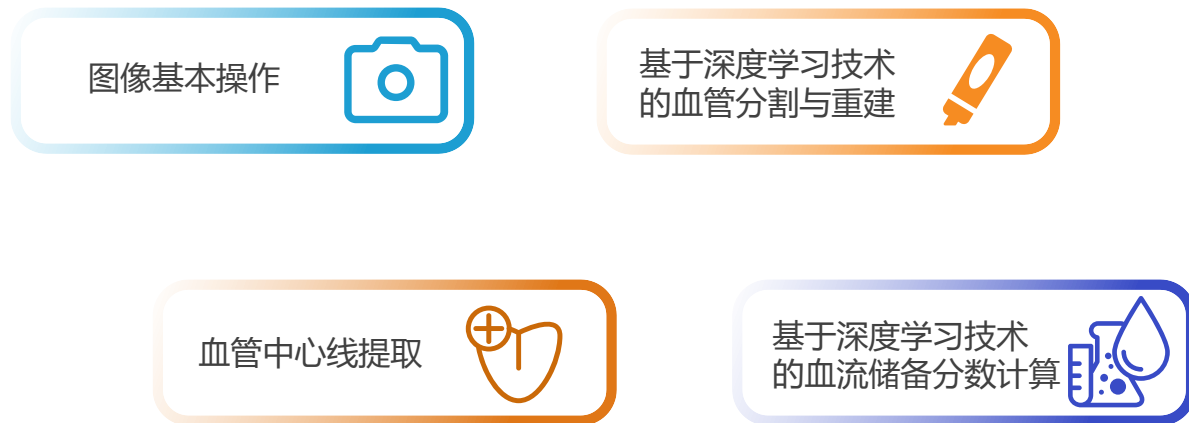 图像基本操作
基于深度学习技术
的血管分割与重建
血管中心线提取
基于深度学习技术
的血流储备分数计算